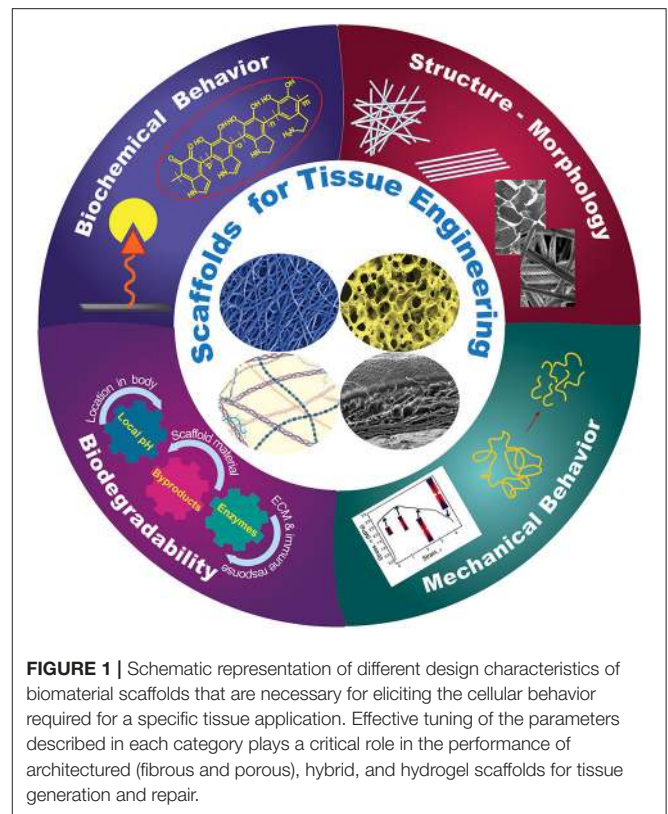 Biochemical Behavior
Structure - Morphology
Scaffolds for Tissue Engineering
Biodegradability
Location in body
Local pH
Scaffold material
Byproducts
Enzymes
ECM & immune response
Mechanical Behavior
Strain,
FIGURE 1 | Schematic representation of different design characteristics of
biomaterial scaffolds that are necessary for eliciting the cellular behavior
required for a specific tissue application. Effective tuning of the parameters
described in each category plays a critical role in the performance of
architectured (fibrous and porous), hybrid, and hydrogel scaffolds for tissue
generation and repair.